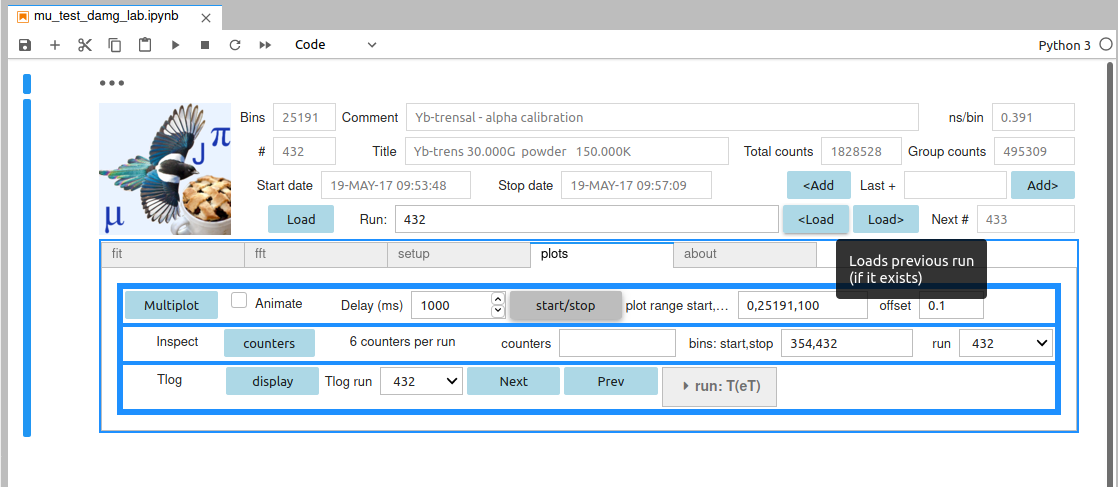 mu_test_damg_lab.ipynb
Code
Python 3
Bins 25191 Comment Yb-trensal - alpha calibration ns/bin 0.391
# 432 Title Yb-trens 30.000G powder 150.000K Total counts 1828528 Group counts 495309
Start date 19-MAY-17 09:53:48 Stop date 19-MAY-17 09:57:09 <Add Last + Add>
Load Run: 432 <Load Load> Next # 433
J π
μ
fit fft setup plots about
Loads previous run
(if it exists)
Multiplot Animate Delay (ms) 1000 start/stop plot range start,... 0,25191,100 offset 0.1
Inspect counters 6 counters per run counters bins: start,stop 354,432 run 432
Tlog display Tlog run 432 Next Prev run: T(eT)